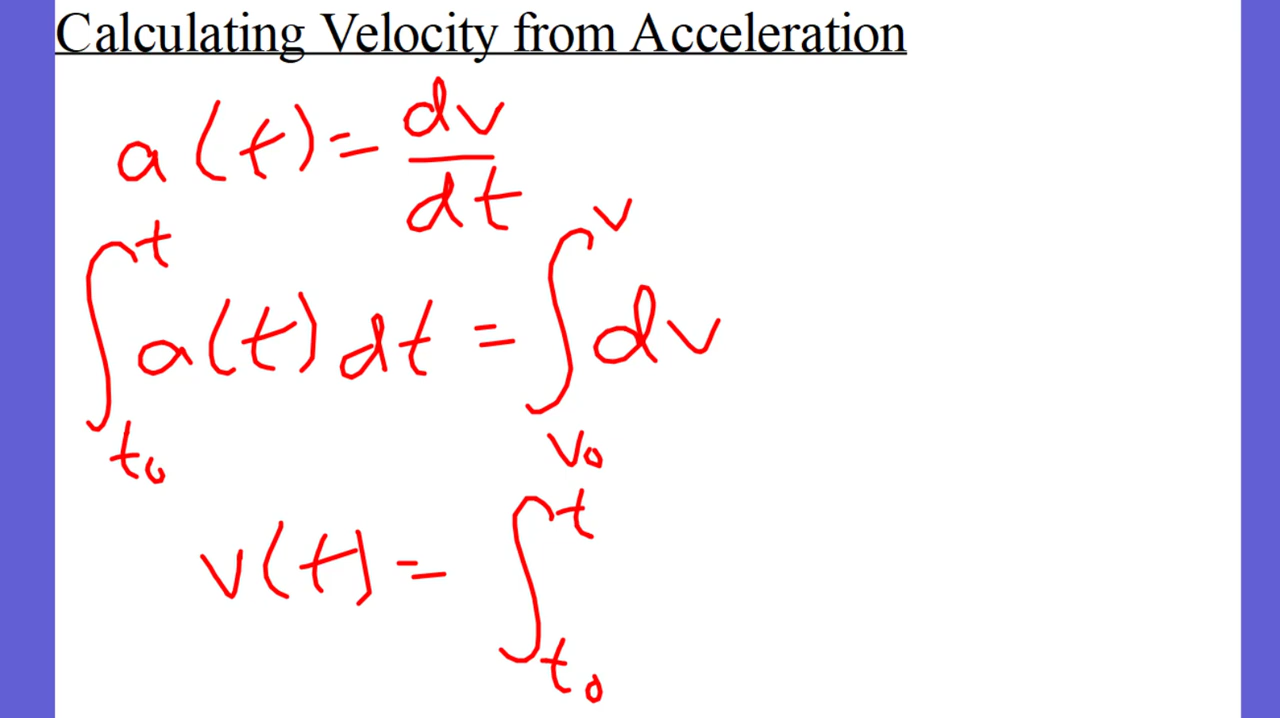 Calculating Velocity from Acceleration
a(t) = dv/dt
∫_{t₀}^{t} a(t) dt = ∫_{v₀}^{v} dv
v(t) = ∫_{t₀}^{t}